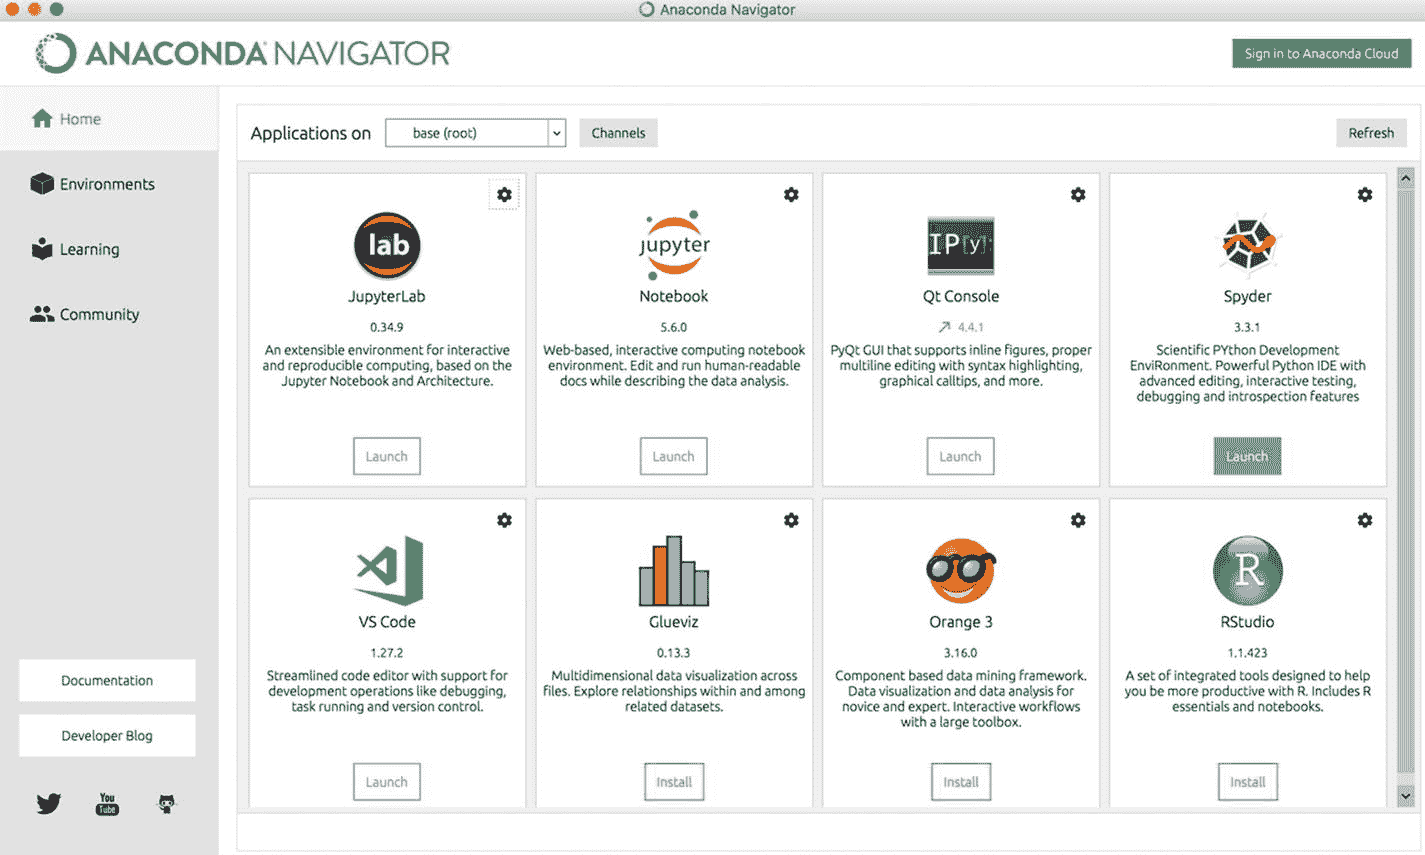 Anaconda Navigator
ANACONDA NAVIGATOR
Sign in to Anaconda Cloud
Home
Environments
Learning
Community
Documentation
Developer Blog
You
Tube
Applications on
base (root)
Channels
Refresh
lab
JupyterLab
0.34.9
An extensible environment for interactive
and reproducible computing, based on the
Jupyter Notebook and Architecture.
Launch
jupyter
Notebook
5.6.0
Web-based, interactive computing notebook
environment. Edit and run human-readable
docs while describing the data analysis.
Launch
IP[y]:
Qt Console
4.4.1
PyQt GUI that supports inline figures, proper
multiline editing with syntax highlighting,
graphical calltips, and more.
Launch
Spyder
3.3.1
Scientific PYthon Development
EnviRonment. Powerful Python IDE with
advanced editing, interactive testing,
debugging and introspection features
Launch
VS Code
1.27.2
Streamlined code editor with support for
development operations like debugging,
task running and version control.
Launch
Glueviz
0.13.3
Multidimensional data visualization across
files. Explore relationships within and among
related datasets.
Install
Orange 3
3.16.0
Component based data mining framework.
Data visualization and data analysis for
novice and expert. Interactive workflows
with a large toolbox.
Install
R
RStudio
1.1.423
A set of integrated tools designed to help
you be more productive with R. Includes R
essentials and notebooks.
Install